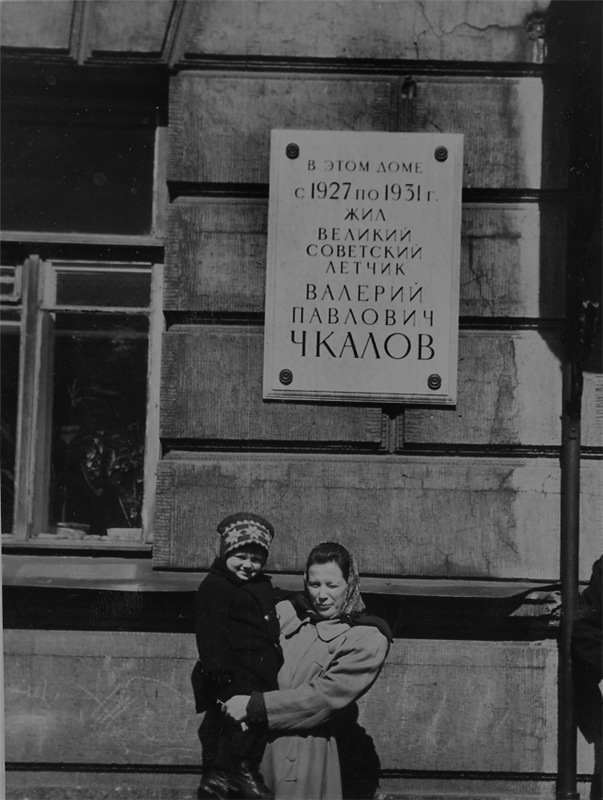 В ЭТОМ ДОМЕ
С 1927 ПО 1931 Г.
ЖИЛ
ВЕЛИКИЙ
СОВЕТСКИЙ
ЛЕТЧИК
ВАЛЕРИЙ
ПАВЛОВИЧ
ЧКАЛОВ